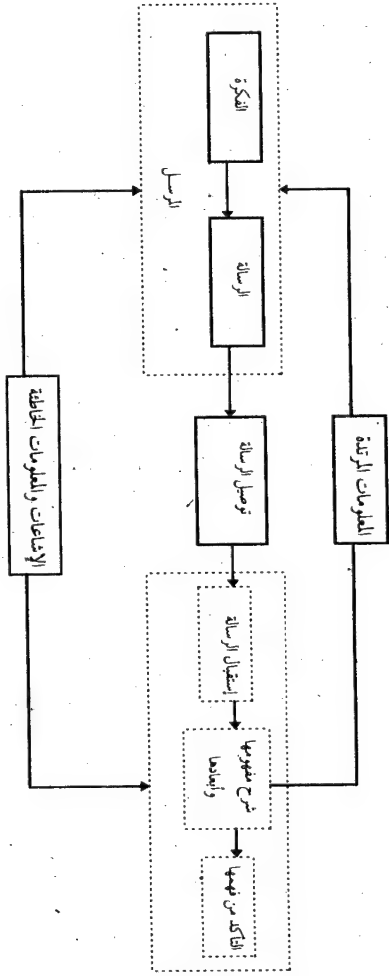 المعلومات المرتدة
الفكرة
الرسالة
المرسل
توصيل الرسالة
إستقبال الرسالة
شرح مفهومها
وأبعادها
التأكد من فهمها
الإشاعات والمعلومات الخاطئة